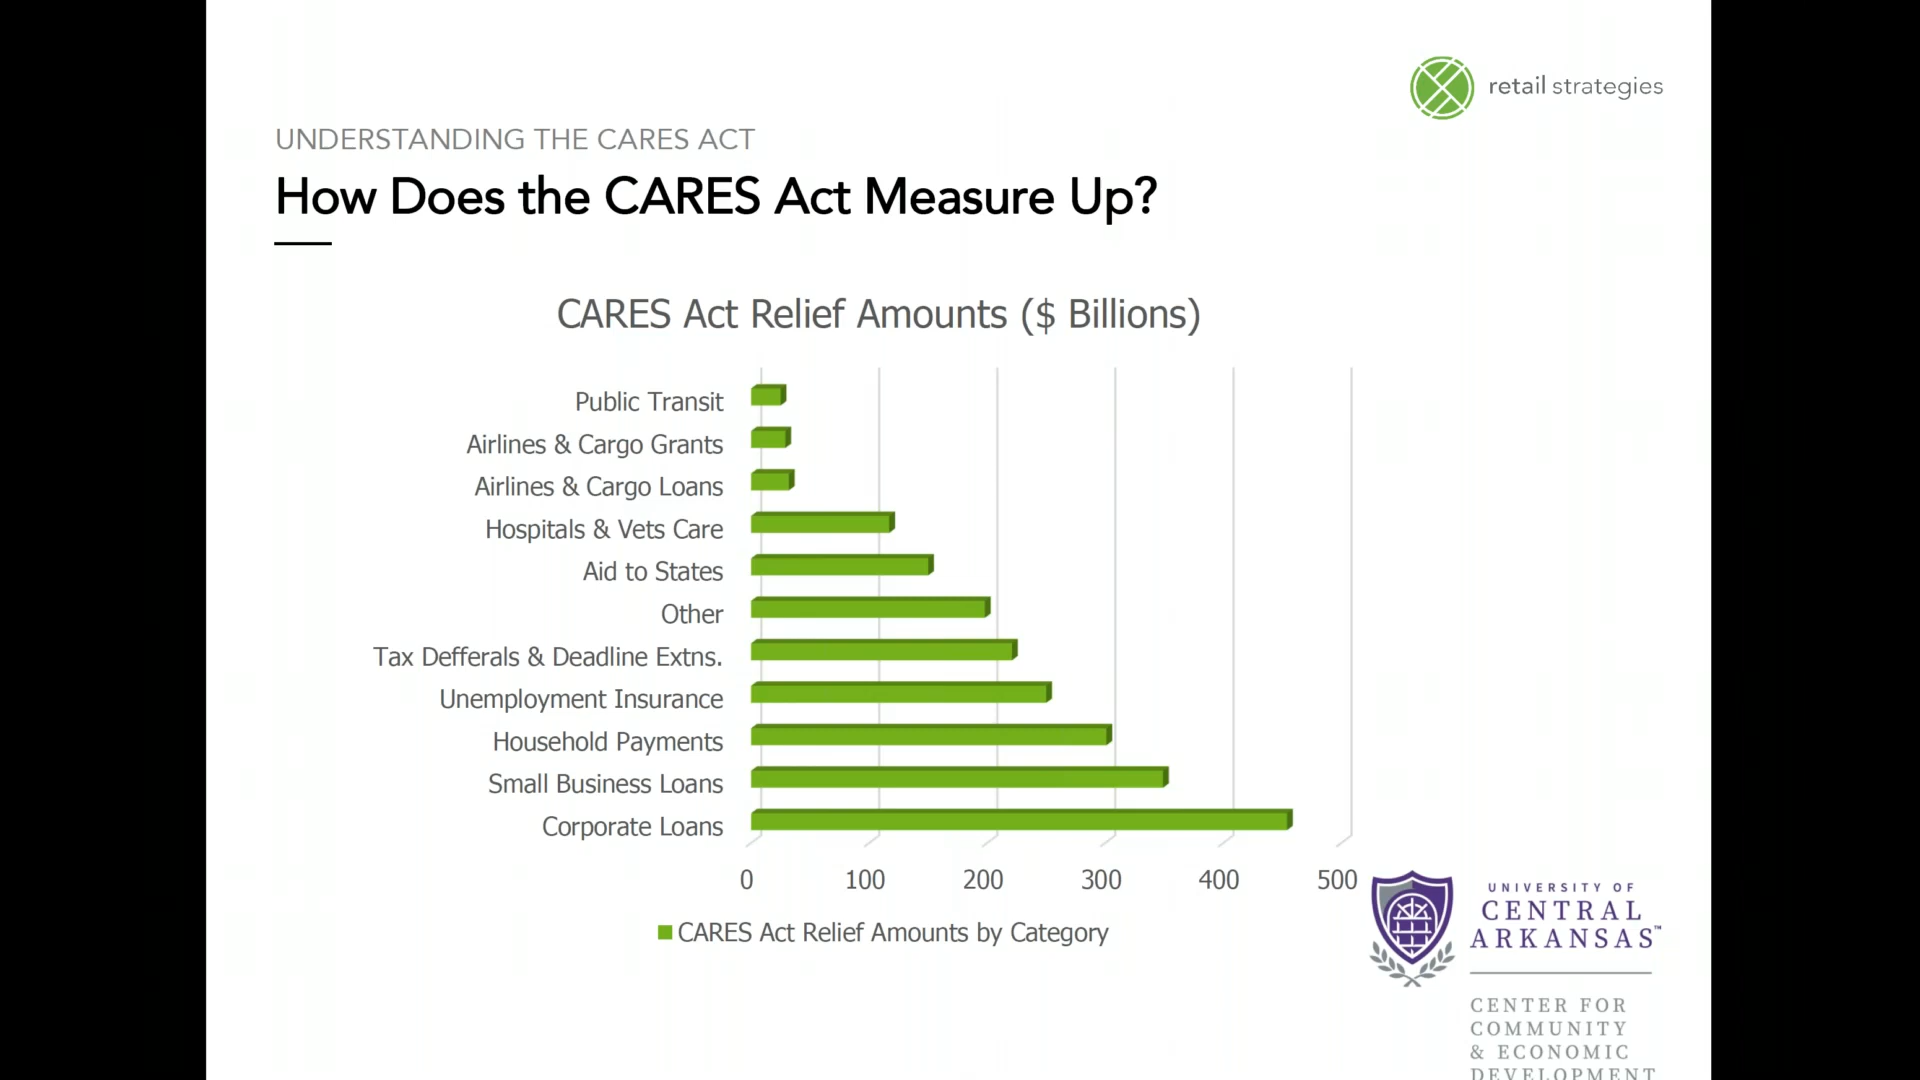 retail strategies
UNDERSTANDING THE CARES ACT
How Does the CARES Act Measure Up?
CARES Act Relief Amounts ($ Billions)
Public Transit
Airlines & Cargo Grants
Airlines & Cargo Loans
Hospitals & Vets Care
Aid to States
Other
Tax Defferals & Deadline Extns.
Unemployment Insurance
Household Payments
Small Business Loans
Corporate Loans
0 100 200 300 400 500
CARES Act Relief Amounts by Category
UNIVERSITY OF
CENTRAL
ARKANSAS™
CENTER FOR
COMMUNITY
& ECONOMIC
DEVELOPMENT